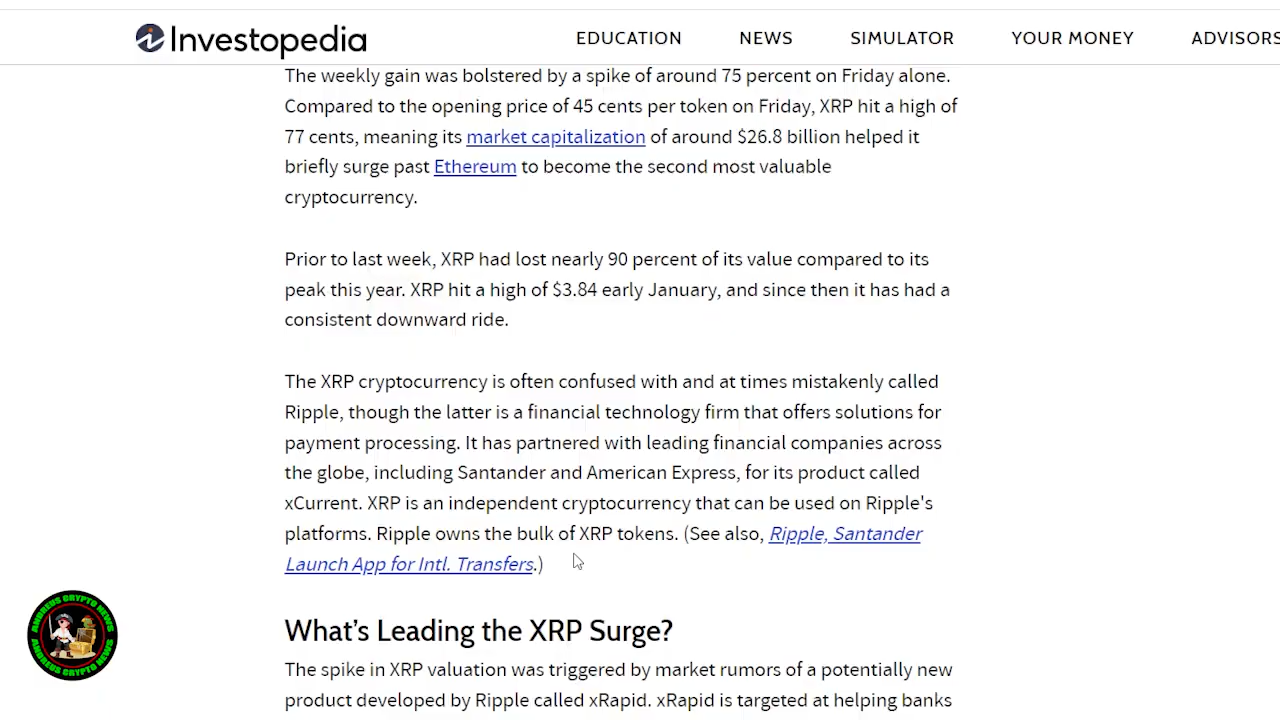 Investopedia
EDUCATION NEWS SIMULATOR YOUR MONEY ADVISORS
The weekly gain was bolstered by a spike of around 75 percent on Friday alone.
Compared to the opening price of 45 cents per token on Friday, XRP hit a high of
77 cents, meaning its market capitalization of around $26.8 billion helped it
briefly surge past Ethereum to become the second most valuable
cryptocurrency.
Prior to last week, XRP had lost nearly 90 percent of its value compared to its
peak this year. XRP hit a high of $3.84 early January, and since then it has had a
consistent downward ride.
The XRP cryptocurrency is often confused with and at times mistakenly called
Ripple, though the latter is a financial technology firm that offers solutions for
payment processing. It has partnered with leading financial companies across
the globe, including Santander and American Express, for its product called
xCurrent. XRP is an independent cryptocurrency that can be used on Ripple's
platforms. Ripple owns the bulk of XRP tokens. (See also, Ripple, Santander
Launch App for Intl. Transfers.)
What’s Leading the XRP Surge?
The spike in XRP valuation was triggered by market rumors of a potentially new
product developed by Ripple called xRapid. xRapid is targeted at helping banks
ANDREUS CRYPTO NEWS
ANDREUS CRYPTO NEWS